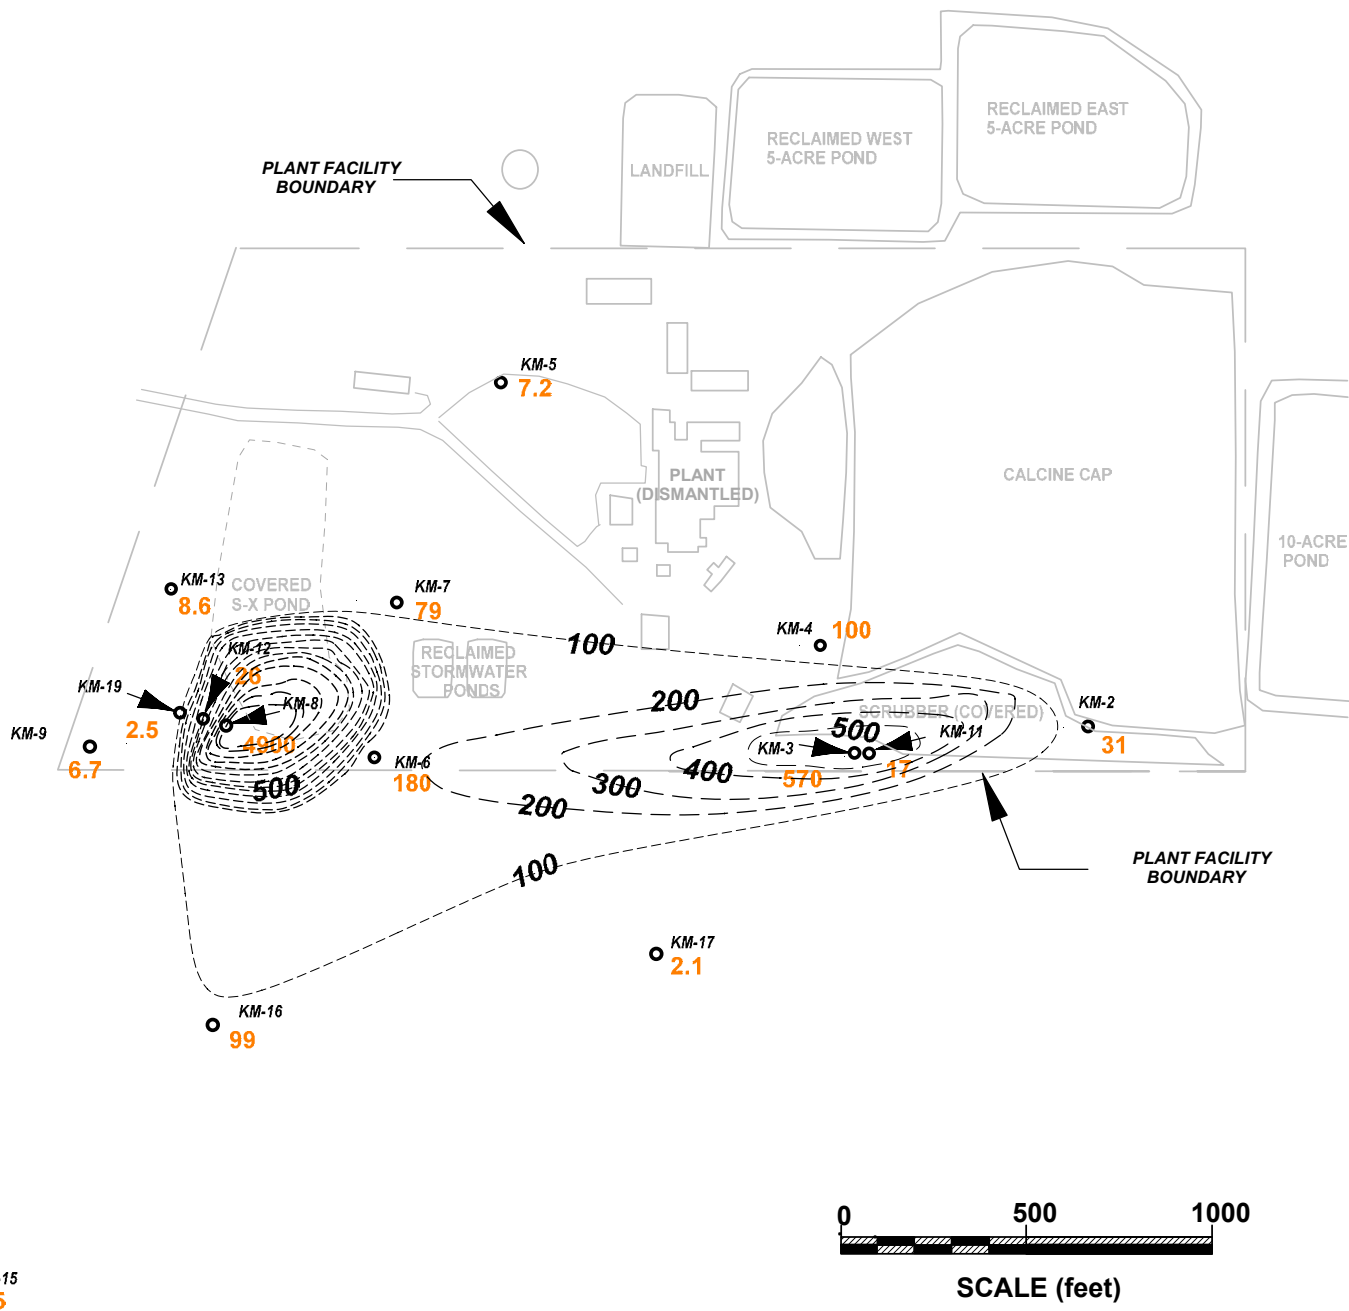 RECLAIMED EAST
5-ACRE POND
RECLAIMED WEST
5-ACRE POND
LANDFILL
PLANT FACILITY
BOUNDARY
KM-5
7.2
PLANT
(DISMANTLED)
CALCINE CAP
10-ACRE
POND
KM-13
8.6
COVERED
S-X POND
KM-7
79
KM-4
100
100
KM-12
26
RECLAIMED
STORMWATER
PONDS
KM-19
2.5
KM-8
4900
200
SCRUBBER (COVERED)
KM-2
31
KM-9
6.7
500
KM-11
17
KM-3
570
KM-6
180
400
300
500
200
100
PLANT FACILITY
BOUNDARY
KM-17
2.1
KM-16
99
0
500
1000
SCALE (feet)
-15
5